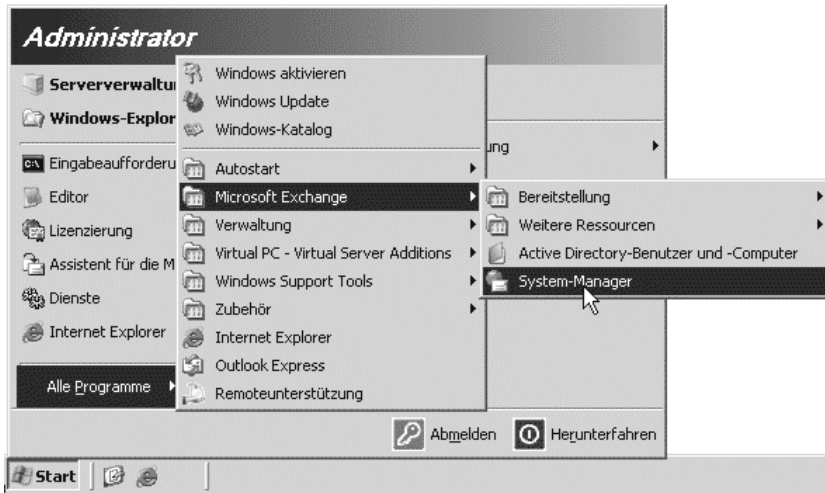 Administrator
Serververwaltu
Windows-Explor
Eingabeaufforderu
Editor
Lizenzierung
Assistent für die M
Dienste
Internet Explorer
Alle Programme
Windows aktivieren
Windows Update
Windows-Katalog
Autostart
Microsoft Exchange
Verwaltung
Virtual PC - Virtual Server Additions
Windows Support Tools
Zubehör
Internet Explorer
Outlook Express
Remoteunterstützung
ung
Bereitstellung
Weitere Ressourcen
Active Directory-Benutzer und -Computer
System-Manager
Abmelden
Herunterfahren
Start